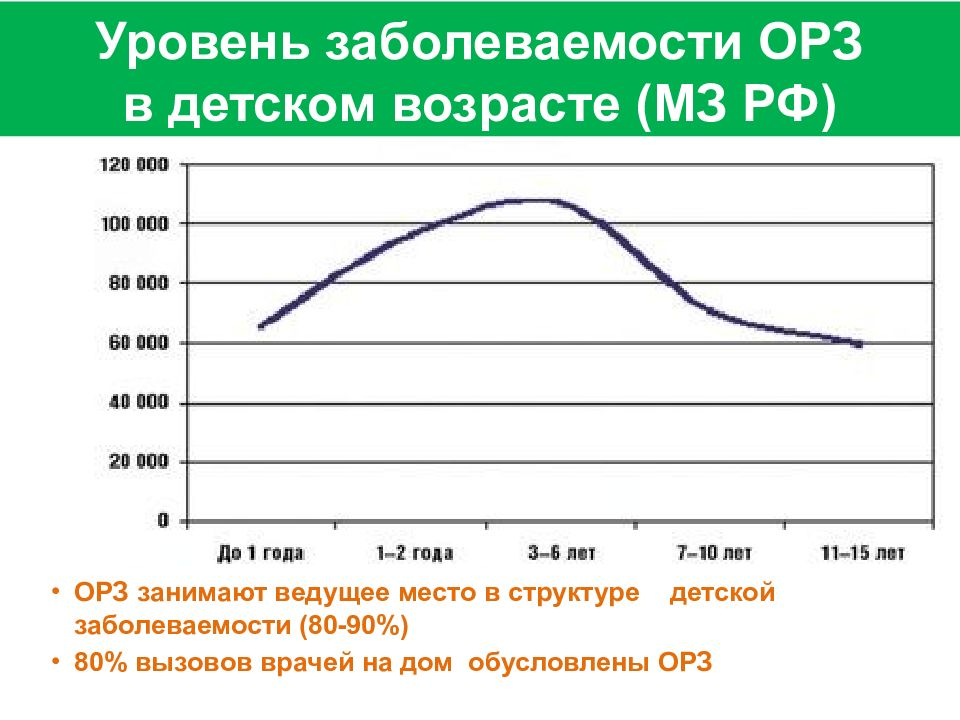 Уровень заболеваемости ОРЗ
в детском возрасте (МЗ РФ)
120 000
100 000
80 000
60 000
40 000
20 000
0
До 1 года 1–2 года 3–6 лет 7–10 лет 11–15 лет
• ОРЗ занимают ведущее место в структуре детской
заболеваемости (80-90%)
• 80% вызовов врачей на дом обусловлены ОРЗ